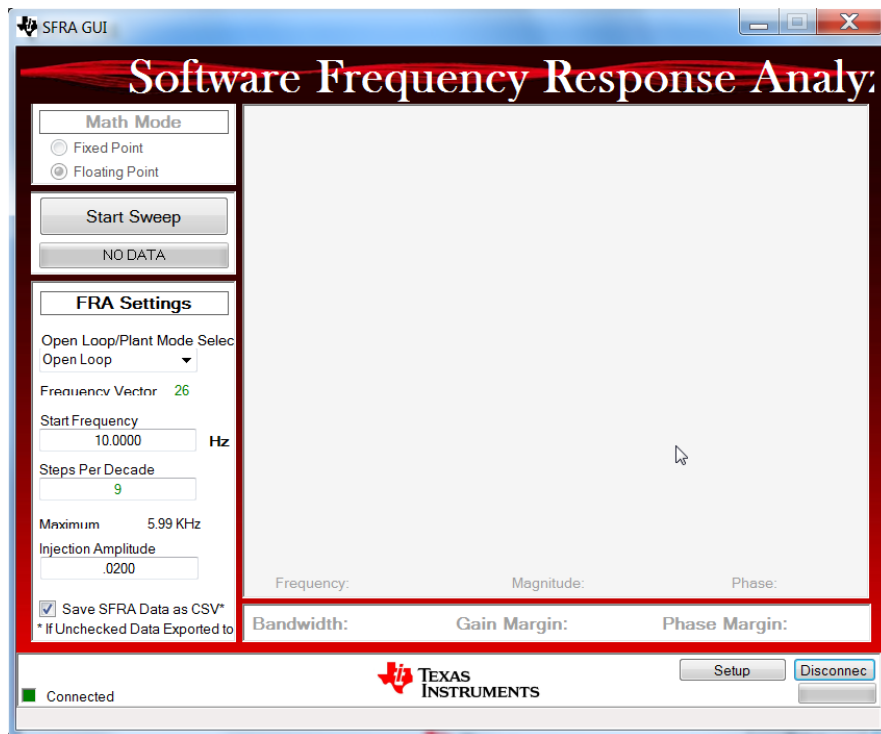 SFRA GUI
Software Frequency Response Analyz
Math Mode
Fixed Point
Floating Point
Start Sweep
NO DATA
FRA Settings
Open Loop/Plant Mode Selec
Open Loop
Frequency Vector 26
Start Frequency
10.0000 Hz
Steps Per Decade
9
Maximum 5.99 KHz
Injection Amplitude
.0200
Save SFRA Data as CSV*
* If Unchecked Data Exported to
Frequency: Magnitude: Phase:
Bandwidth: Gain Margin: Phase Margin:
Connected
TEXAS
INSTRUMENTS
Setup
Disconnec